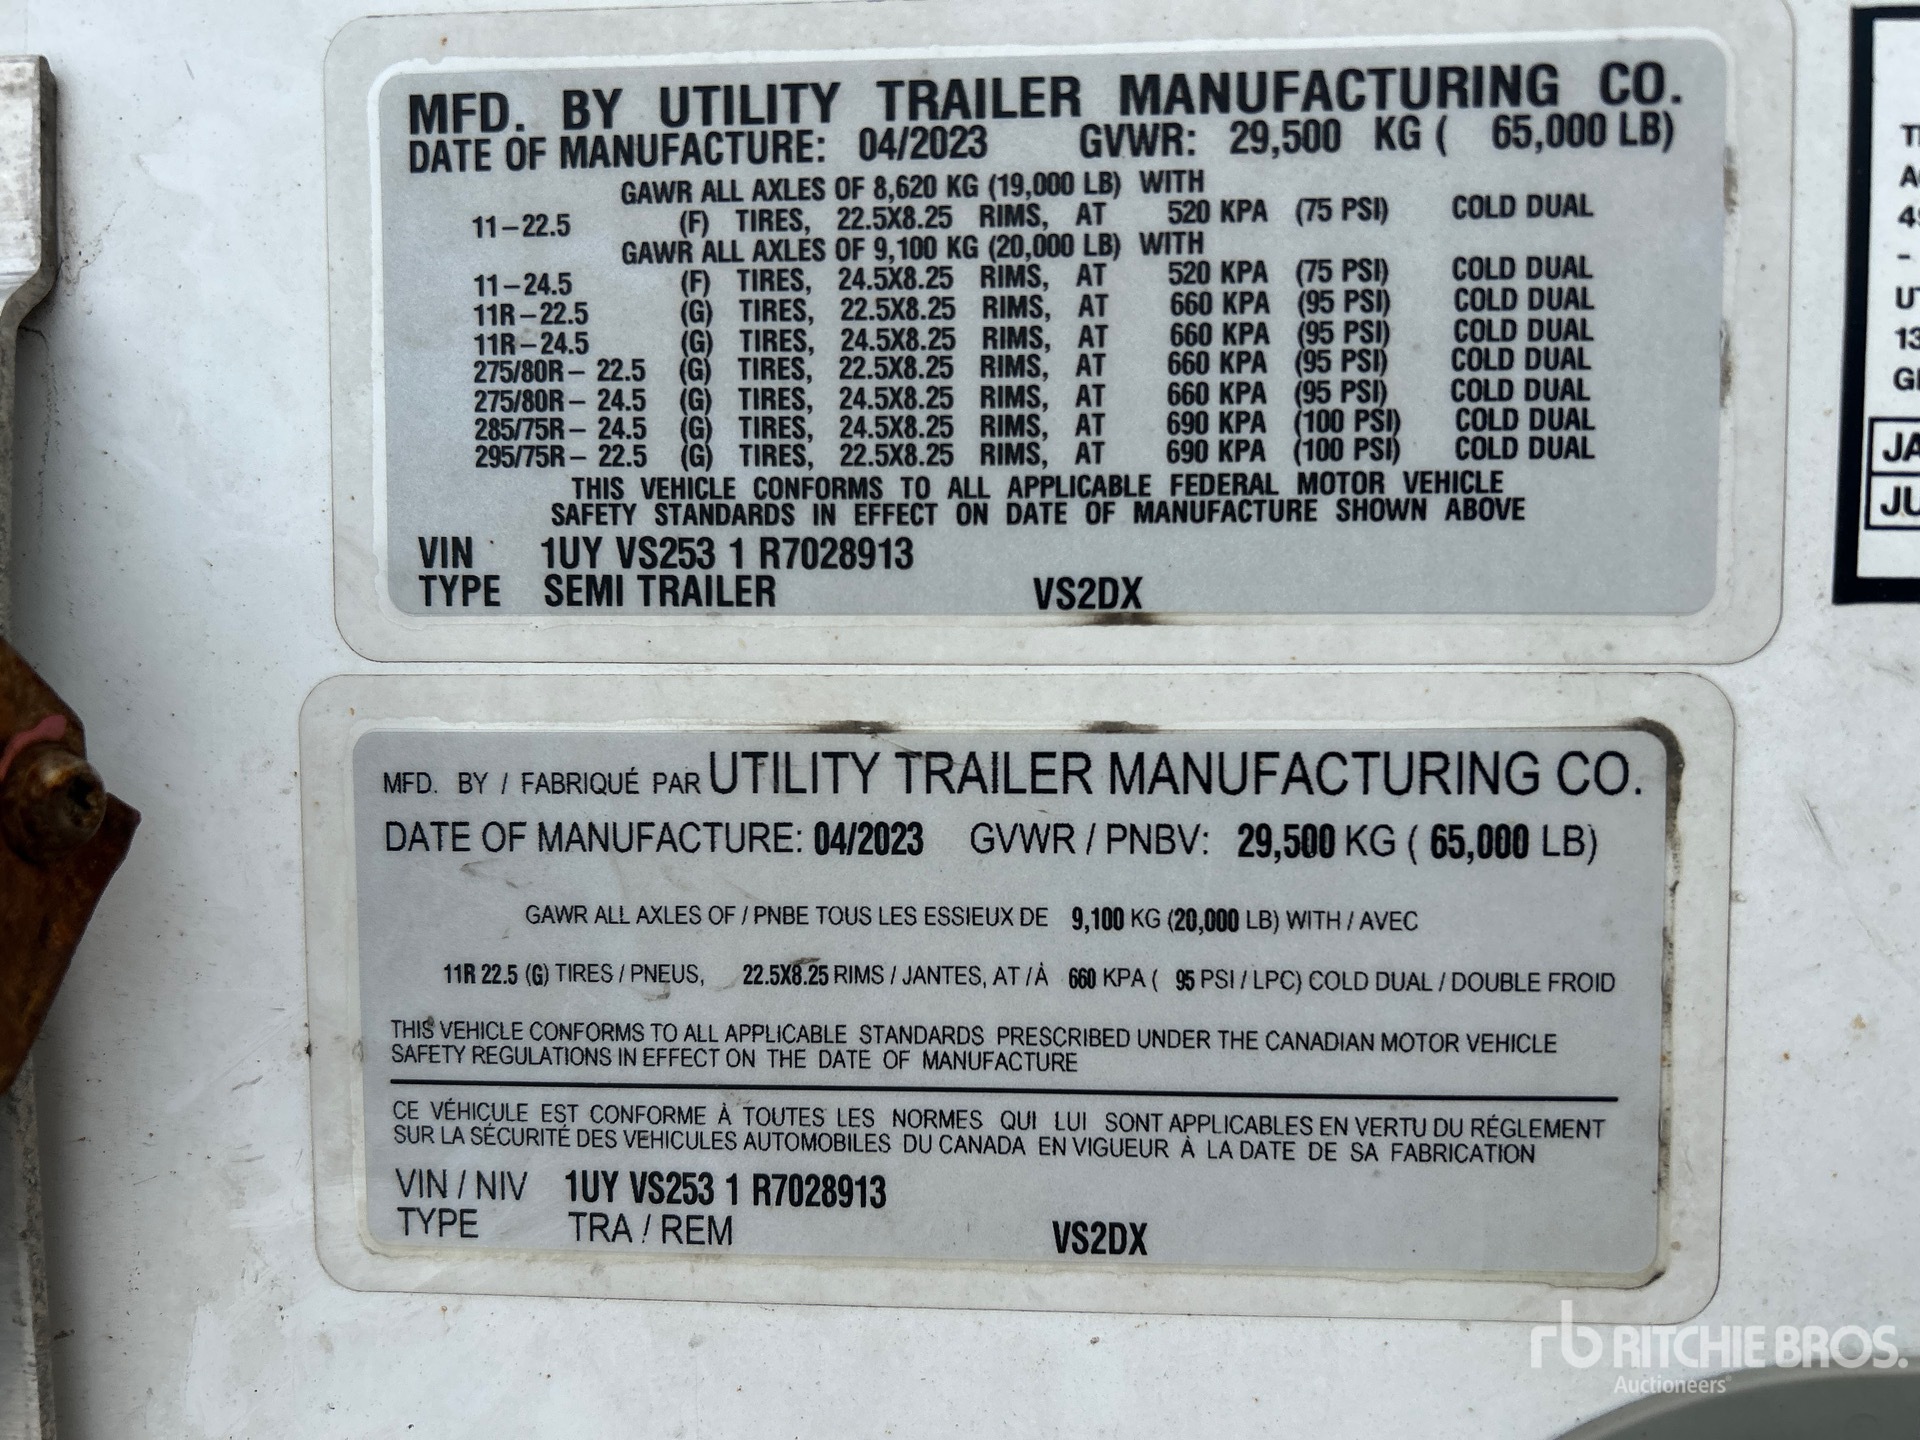 MFD. BY UTILITY TRAILER MANUFACTURING CO.
DATE OF MANUFACTURE: 04/2023 GVWR: 29,500 KG ( 65,000 LB)
GAWR ALL AXLES OF 8,620 KG (19,000 LB) WITH
11-22.5 (F) TIRES, 22.5X8.25 RIMS, AT 520 KPA (75 PSI) COLD DUAL
GAWR ALL AXLES OF 9,100 KG (20,000 LB) WITH
11-24.5 (F) TIRES, 24.5X8.25 RIMS, AT 520 KPA (75 PSI) COLD DUAL
11R-22.5 (G) TIRES, 22.5X8.25 RIMS, AT 660 KPA (95 PSI) COLD DUAL
11R-24.5 (G) TIRES, 24.5X8.25 RIMS, AT 660 KPA (95 PSI) COLD DUAL
275/80R- 22.5 (G) TIRES, 22.5X8.25 RIMS, AT 660 KPA (95 PSI) COLD DUAL
275/80R- 24.5 (G) TIRES, 24.5X8.25 RIMS, AT 660 KPA (95 PSI) COLD DUAL
285/75R- 24.5 (G) TIRES, 24.5X8.25 RIMS, AT 690 KPA (100 PSI) COLD DUAL
295/75R- 22.5 (G) TIRES, 22.5X8.25 RIMS, AT 690 KPA (100 PSI) COLD DUAL
THIS VEHICLE CONFORMS TO ALL APPLICABLE FEDERAL MOTOR VEHICLE
SAFETY STANDARDS IN EFFECT ON DATE OF MANUFACTURE SHOWN ABOVE
VIN 1UY VS253 1 R7028913
TYPE SEMI TRAILER VS2DX
MFD. BY / FABRIQUÉ PAR UTILITY TRAILER MANUFACTURING CO.
DATE OF MANUFACTURE: 04/2023 GVWR / PNBV: 29,500 KG ( 65,000 LB)
GAWR ALL AXLES OF / PNBE TOUS LES ESSIEUX DE 9,100 KG (20,000 LB) WITH / AVEC
11R 22.5 (G) TIRES / PNEUS, 22.5X8.25 RIMS / JANTES, AT / À 660 KPA ( 95 PSI / LPC) COLD DUAL / DOUBLE FROID
THIS VEHICLE CONFORMS TO ALL APPLICABLE STANDARDS PRESCRIBED UNDER THE CANADIAN MOTOR VEHICLE
SAFETY REGULATIONS IN EFFECT ON THE DATE OF MANUFACTURE
CE VÉHICULE EST CONFORME À TOUTES LES NORMES QUI LUI SONT APPLICABLES EN VERTU DU RÉGLEMENT
SUR LA SÉCURITÉ DES VEHICULES AUTOMOBILES DU CANADA EN VIGUEUR À LA DATE DE SA FABRICATION
VIN / NIV 1UY VS253 1 R7028913
TYPE TRA / REM VS2DX
rb RITCHIE BROS.
Auctioneers